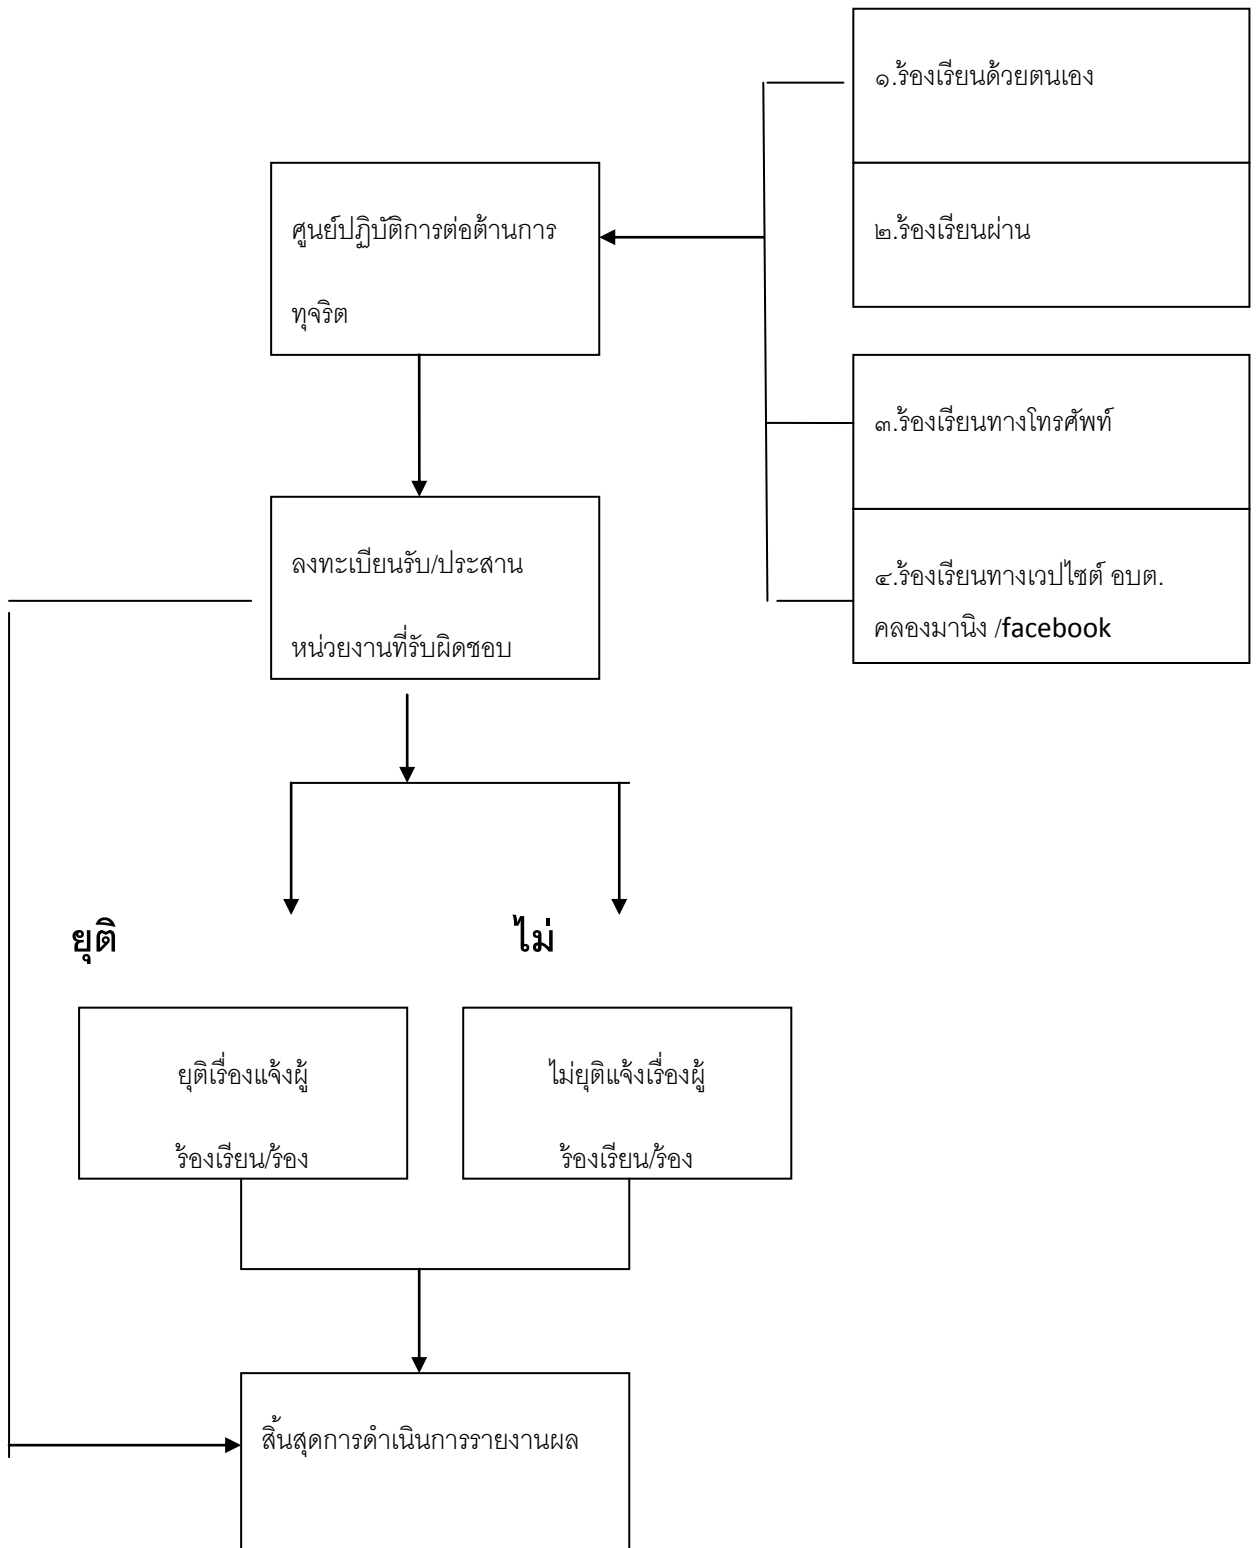 ๑.ร้องเรียนด้วยตนเอง
ศูนย์ปฏิบัติการต่อต้านการ
ทุจริต
๒.ร้องเรียนผ่าน
๓.ร้องเรียนทางโทรศัพท์
๔.ร้องเรียนทางเวปไซต์ อบต.
คลองมานิง /facebook
ลงทะเบียนรับ/ประสาน
หน่วยงานที่รับผิดชอบ
ยุติ
ไม่
ยุติเรื่องแจ้งผู้
ร้องเรียน/ร้อง
ไม่ยุติแจ้งเรื่องผู้
ร้องเรียน/ร้อง
สิ้นสุดการดำเนินการรายงานผล